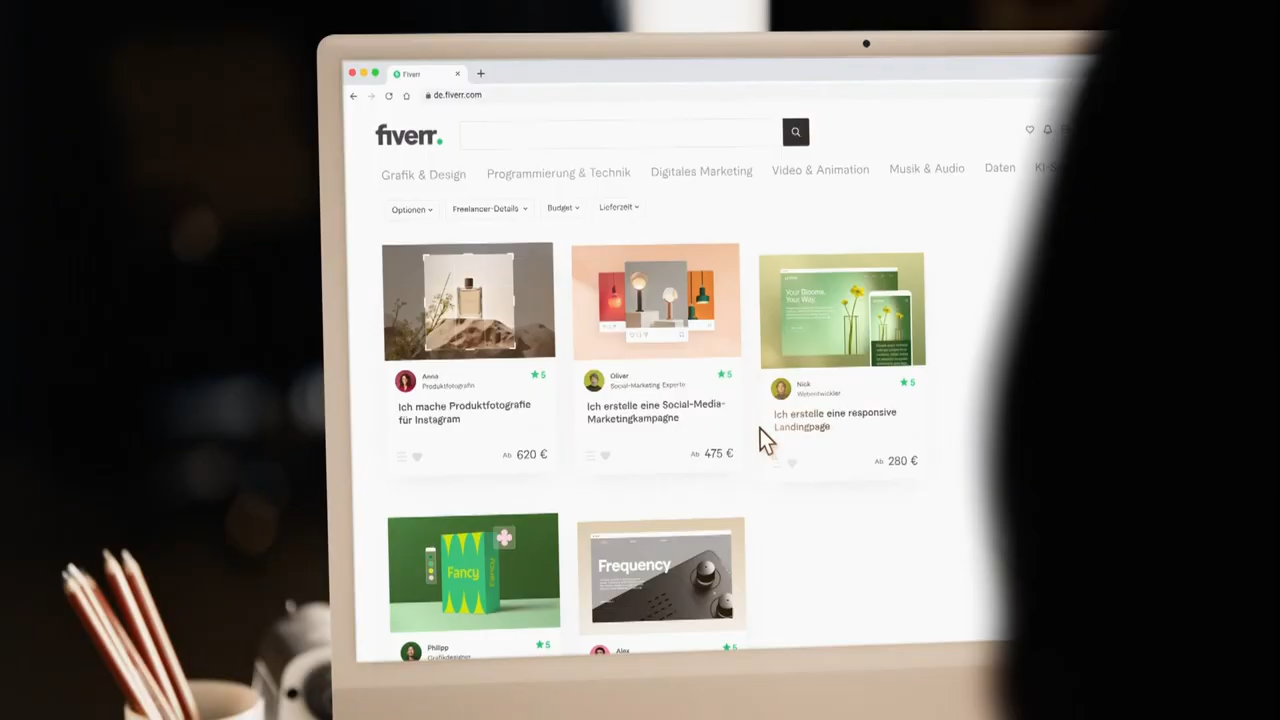 Fiverr
de.fiverr.com
fiverr.
Grafik & Design
Programmierung & Technik
Digitales Marketing
Video & Animation
Musik & Audio
Daten
Optionen
Freelancer-Details
Budget
Lieferzeit
Anna
Produktfotografin
★5
Ich mache Produktfotografie
für Instagram
Ab 620 €
Oliver
Social-Marketing Experte
★5
Ich erstelle eine Social-Media-
Marketingkampagne
Ab 475 €
Your Blooms,
Your Way.
Nick
Webentwickler
★5
Ich erstelle eine responsive
Landingpage
Ab 280 €
Fancy
Philipp
Grafikdesigner
★5
Frequency
Alex
★5